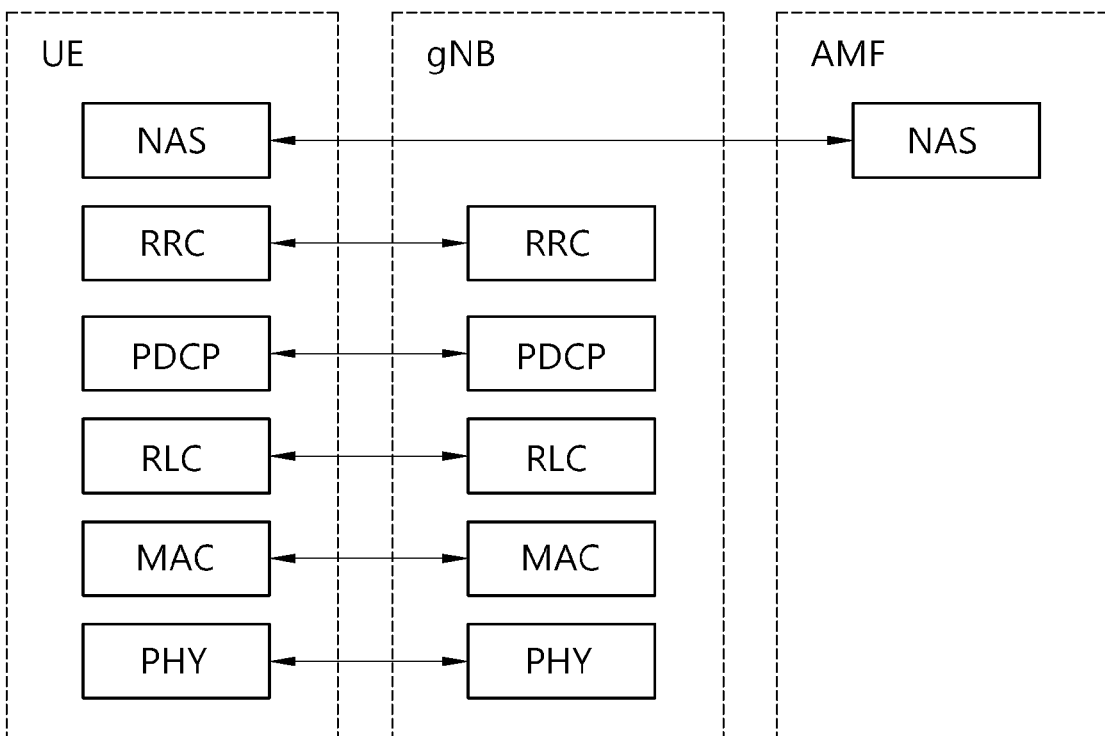 UE gNB AMF
NAS NAS
RRC RRC
PDCP PDCP
RLC RLC
MAC MAC
PHY PHY